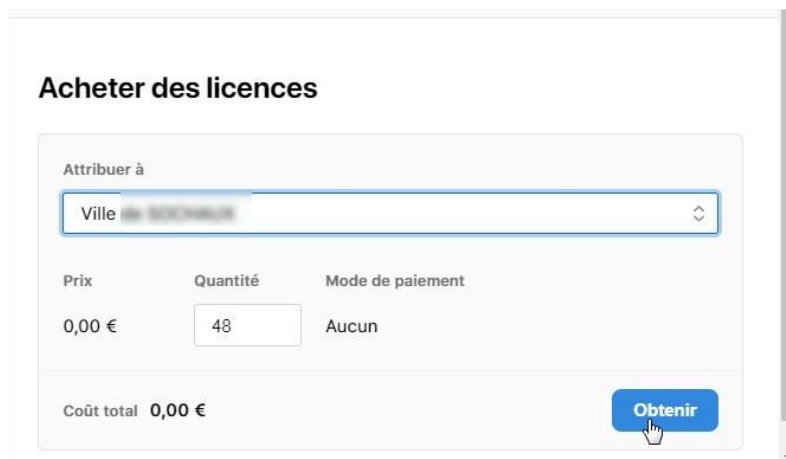 Acheter des licences
Attribuer à
Ville
Prix Quantité Mode de paiement
0,00 € 48 Aucun
Coût total 0,00 € Obtenir